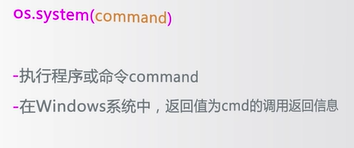 os.system(command)
-执行程序或命令command
-在Windows系统中，返回值为cmd的调用返回信息